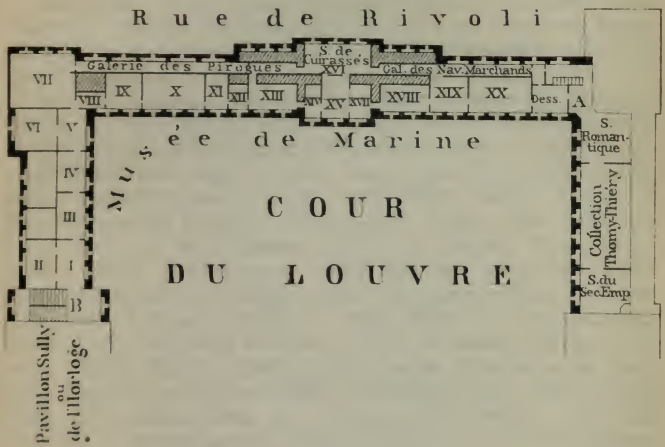 Rue de Rivoli
S. de
Cuirassés
XVI
Galerie des Pirogues
Gal. des Nav. Marchands
VII
VIII
IX
X
XI
XII
XIII
XIV
XV
XVII
XVIII
XIX
XX
Dess.
A
VI
V
Musée de Marine
S.
Roman-
tique
IV
III
COUR
DU LOUVRE
Collection
Thomy-Thiéry
II
I
S. du
Sec. Emp.
B
Pavillon Sully
ou
de l'Horloge